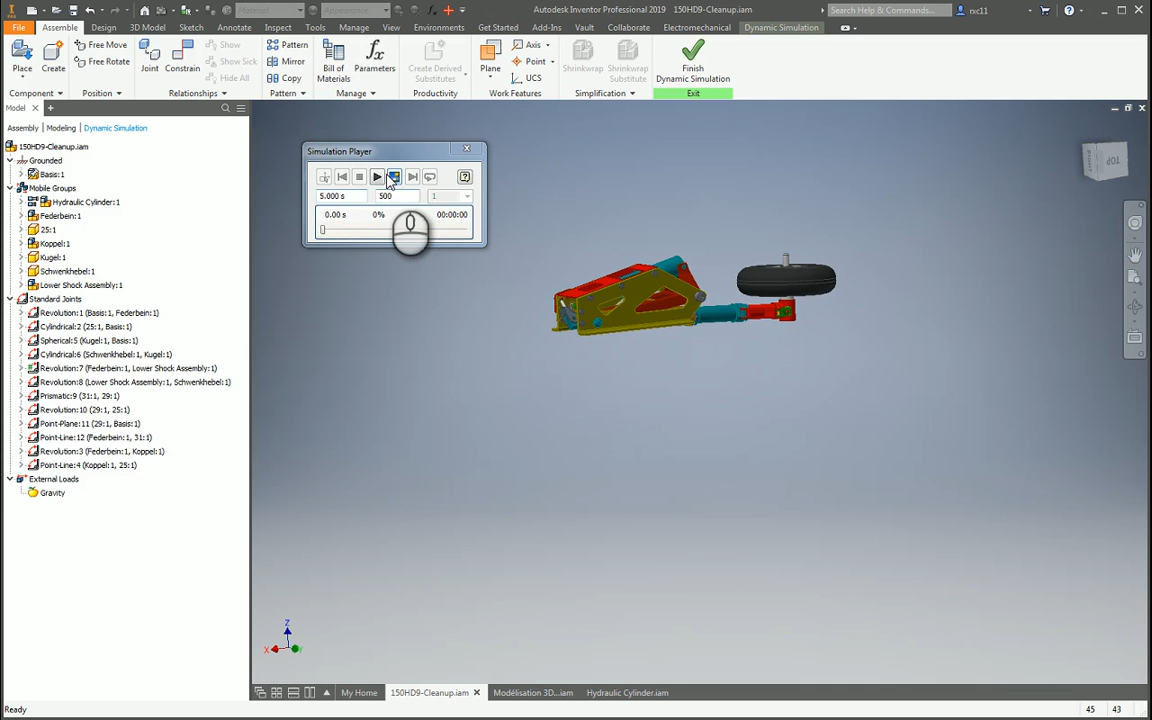 Material
Appearance
Autodesk Inventor Professional 2019 150HD9-Cleanup.iam
Search Help & Commands...
rxc11
File Assemble Design 3D Model Sketch Annotate Inspect Tools Manage View Environments Get Started Add-Ins Vault Collaborate Electromechanical Dynamic Simulation
Place
Create
Free Move
Free Rotate
Joint
Constrain
Show
Show Sick
Hide All
Pattern
Mirror
Copy
Bill of Materials
Parameters
Create Derived Substitutes
Plane
Axis
Point
UCS
Shrinkwrap
Shrinkwrap Substitute
Finish Dynamic Simulation
Component Position Relationships Pattern Manage Productivity Work Features Simplification Exit
Model
Assembly Modeling Dynamic Simulation
150HD9-Cleanup.iam
Grounded
Basis:1
Mobile Groups
Hydraulic Cylinder:1
Federbein:1
25:1
Koppel:1
Kugel:1
Schwenkhebel:1
Lower Shock Assembly:1
Standard Joints
Revolution:1 (Basis:1, Federbein:1)
Cylindrical:2 (25:1, Basis:1)
Spherical:5 (Kugel:1, Basis:1)
Cylindrical:6 (Schwenkhebel:1, Kugel:1)
Revolution:7 (Federbein:1, Lower Shock Assembly:1)
Revolution:8 (Lower Shock Assembly:1, Schwenkhebel:1)
Prismatic:9 (31:1, 29:1)
Revolution:10 (29:1, 25:1)
Point-Plane:11 (29:1, Basis:1)
Point-Line:12 (Federbein:1, 31:1)
Revolution:3 (Federbein:1, Koppel:1)
Point-Line:4 (Koppel:1, 25:1)
External Loads
Gravity
Simulation Player
5.000 s 500 1
0.00 s 0% 00:00:00
TOP
Z
X
Y
My Home 150HD9-Cleanup.iam Modélisation 3D...iam Hydraulic Cylinder.iam
Ready
45 43